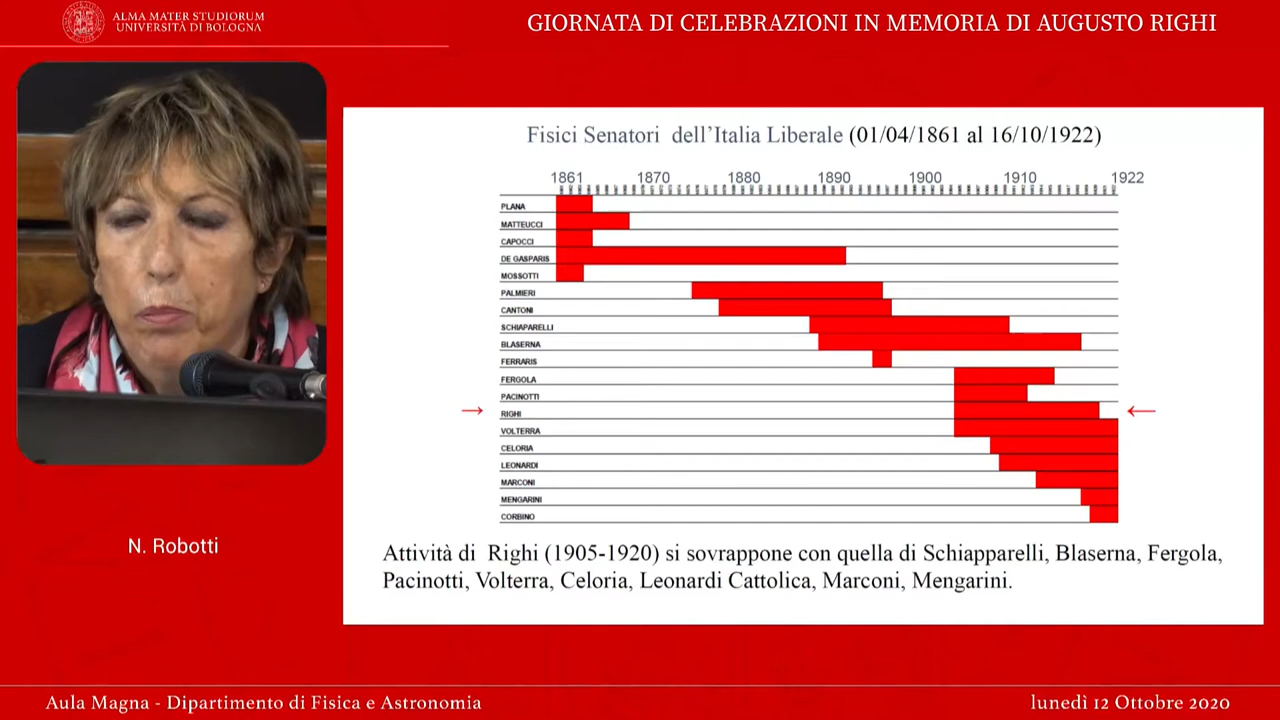 ALMA MATER STUDIORUM
UNIVERSITÀ DI BOLOGNA
GIORNATA DI CELEBRAZIONI IN MEMORIA DI AUGUSTO RIGHI
Fisici Senatori dell'Italia Liberale (01/04/1861 al 16/10/1922)
1861 1870 1880 1890 1900 1910 1922
PLANA
MATTEUCCI
CAPOCCI
DE GASPARIS
MOSSOTTI
PALMIERI
CANTONI
SCHIAPARELLI
BLASERNA
FERRARIS
FERGOLA
PACINOTTI
→ RIGHI ←
VOLTERRA
CELORIA
LEONARDI
MARCONI
MENGARINI
CORBINO
Attività di Righi (1905-1920) si sovrappone con quella di Schiapparelli, Blaserna, Fergola,
Pacinotti, Volterra, Celoria, Leonardi Cattolica, Marconi, Mengarini.
N. Robotti
Aula Magna - Dipartimento di Fisica e Astronomia
lunedì 12 Ottobre 2020